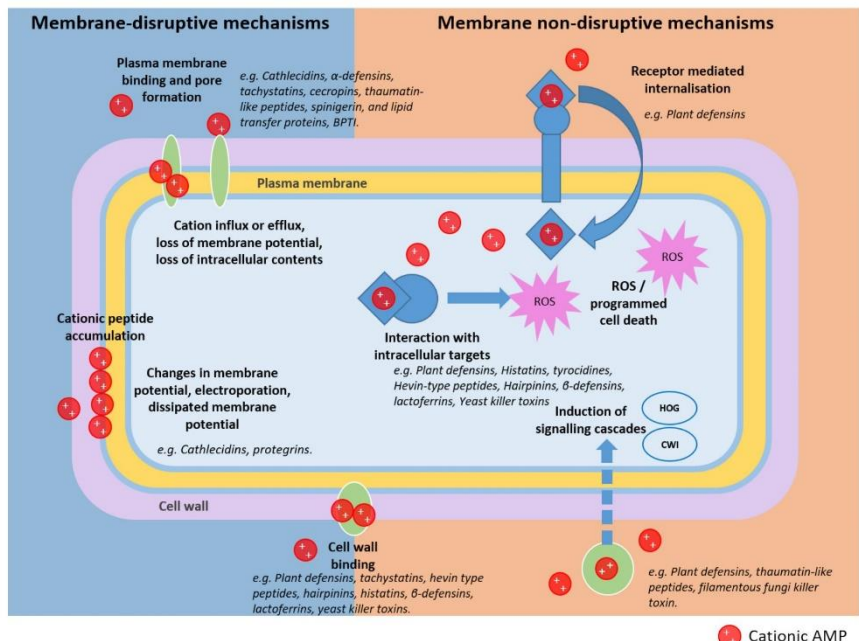 Membrane-disruptive mechanisms
Membrane non-disruptive mechanisms
Plasma membrane
binding and pore
formation
e.g. Cathlecidins, α-defensins,
tachystatins, cecropins, thaumatin-
like peptides, spinigerin, and lipid
transfer proteins, BPTI.
Receptor mediated
internalisation
e.g. Plant defensins
Plasma membrane
Cation influx or efflux,
loss of membrane potential,
loss of intracellular contents
ROS
ROS
ROS /
programmed
cell death
Cationic peptide
accumulation
Interaction with
intracellular targets
e.g. Plant defensins, Histatins, tyrocidines,
Hevin-type peptides, Hairpinins, β-defensins,
lactoferrins, Yeast killer toxins
Changes in membrane
potential, electroporation,
dissipated membrane
potential
e.g. Cathlecidins, protegrins.
Induction of
signalling cascades
HOG
CWI
Cell wall
Cell wall
binding
e.g. Plant defensins, tachystatins, hevin type
peptides, hairpinins, histatins, β-defensins,
lactoferrins, yeast killer toxins.
e.g. Plant defensins, thaumatin-like
peptides, filamentous fungi killer
toxin.
Cationic AMP